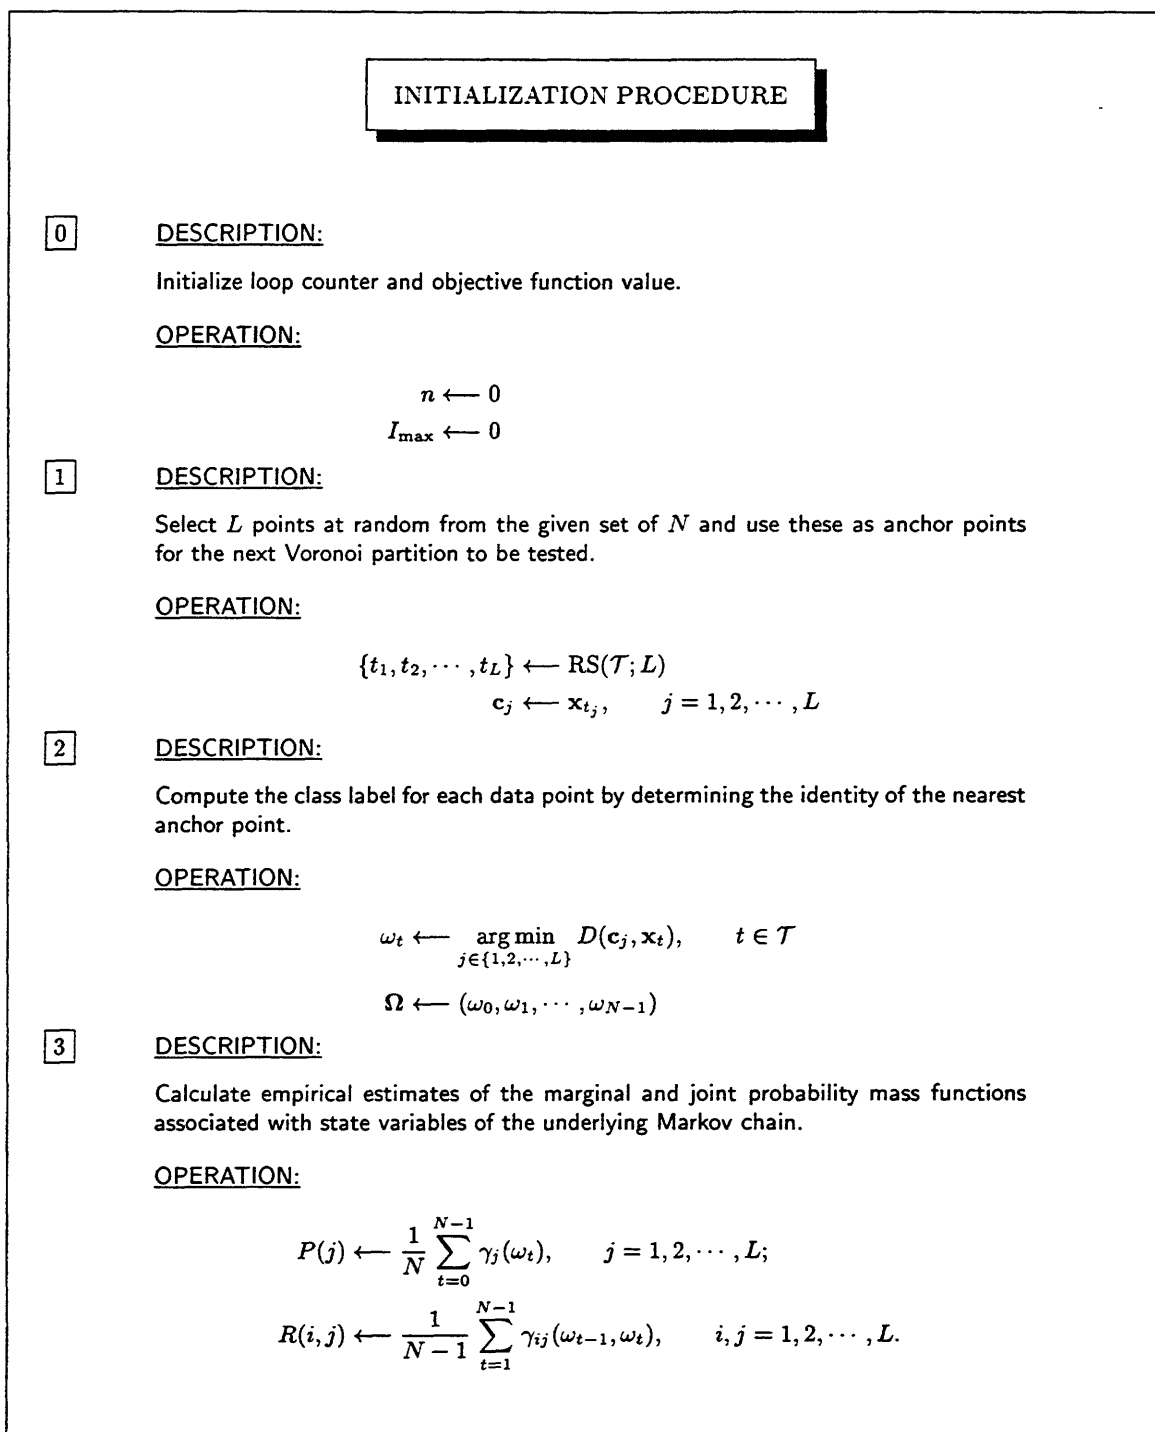 INITIALIZATION PROCEDURE
0 DESCRIPTION:
Initialize loop counter and objective function value.
OPERATION:
n ⟵ 0
I_max ⟵ 0
1 DESCRIPTION:
Select L points at random from the given set of N and use these as anchor points
for the next Voronoi partition to be tested.
OPERATION:
{t_1, t_2, ⋯ , t_L} ⟵ RS(𝒯; L)
c_j ⟵ x_{t_j}, j = 1, 2, ⋯ , L
2 DESCRIPTION:
Compute the class label for each data point by determining the identity of the nearest
anchor point.
OPERATION:
ω_t ⟵ arg min_{j∈{1,2,⋯,L}} D(c_j, x_t), t ∈ 𝒯
Ω ⟵ (ω_0, ω_1, ⋯ , ω_{N−1})
3 DESCRIPTION:
Calculate empirical estimates of the marginal and joint probability mass functions
associated with state variables of the underlying Markov chain.
OPERATION:
P(j) ⟵ \frac{1}{N} \sum_{t=0}^{N−1} γ_j(ω_t), j = 1, 2, ⋯ , L;
R(i, j) ⟵ \frac{1}{N − 1} \sum_{t=1}^{N−1} γ_{ij}(ω_{t−1}, ω_t), i, j = 1, 2, ⋯ , L.